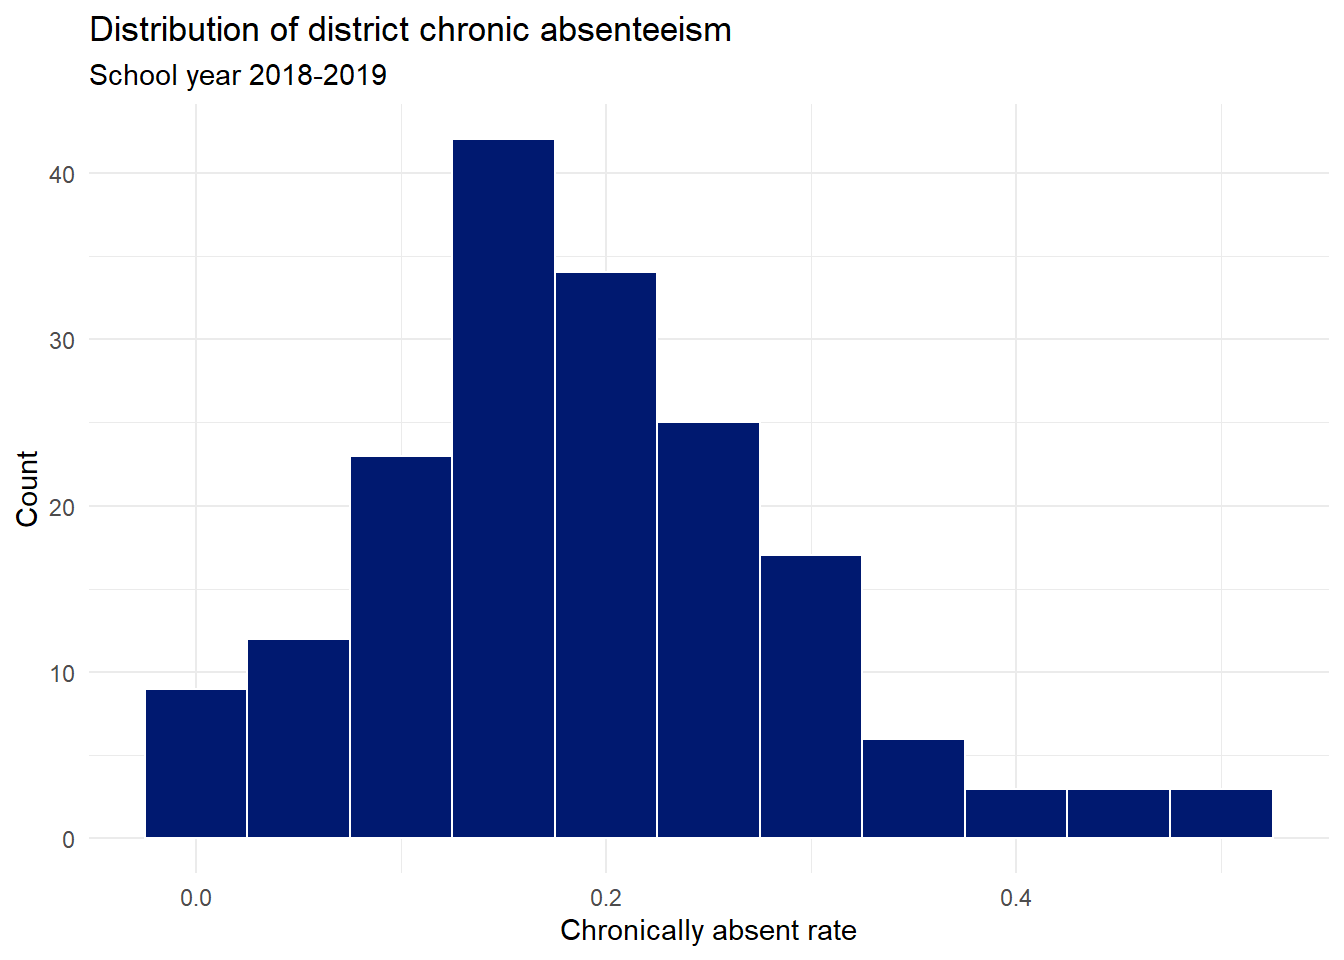 Distribution of district chronic absenteeism
School year 2018-2019
Count
40
30
20
10
0
0.0 0.2 0.4
Chronically absent rate